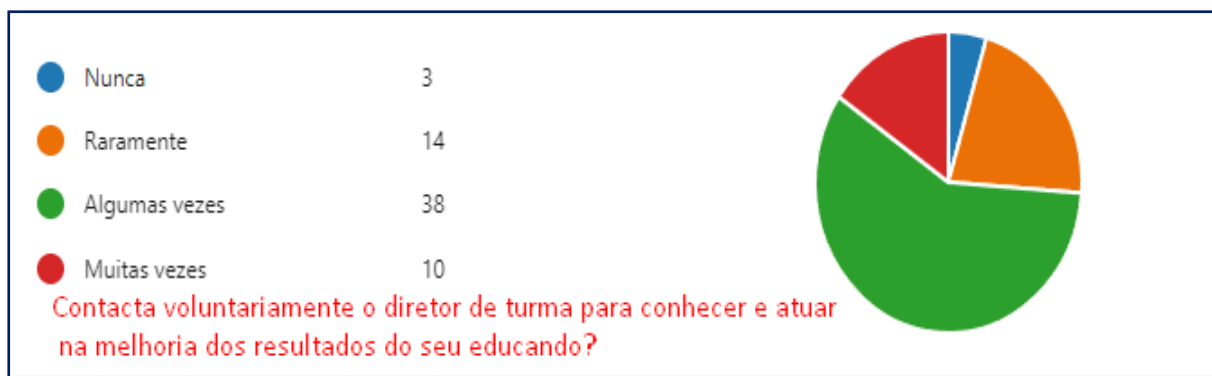 Nunca 3
Raramente 14
Algumas vezes 38
Muitas vezes 10
Contacta voluntariamente o diretor de turma para conhecer e atuar
na melhoria dos resultados do seu educando?